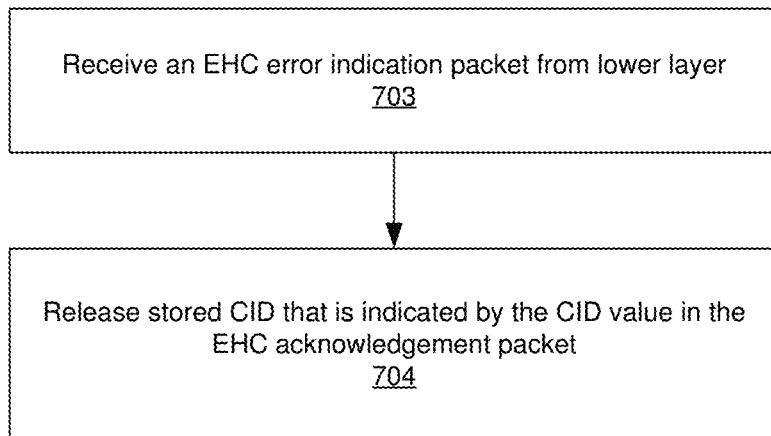 Receive an EHC error indication packet from lower layer
703
Release stored CID that is indicated by the CID value in the
EHC acknowledgement packet
704